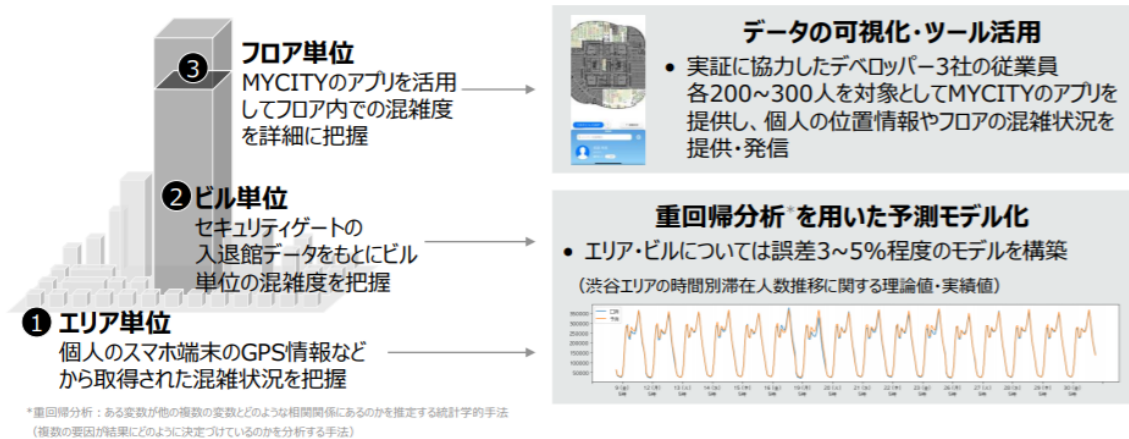 ❸ フロア単位
MYCITYのアプリを活用
してフロア内での混雑度
を詳細に把握
❷ ビル単位
セキュリティゲートの
入退館データをもとにビル
単位の混雑度を把握
❶ エリア単位
個人のスマホ端末のGPS情報など
から取得された混雑状況を把握
データの可視化・ツール活用
• 実証に協力したデベロッパー3社の従業員
各200~300人を対象としてMYCITYのアプリを
提供し、個人の位置情報やフロアの混雑状況を
提供・発信
重回帰分析*を用いた予測モデル化
• エリア・ビルについては誤差3~5%程度のモデルを構築
（渋谷エリアの時間別滞在人数推移に関する理論値・実績値）
350000
300000
250000
200000
150000
100000
50000
*重回帰分析：ある変数が他の複数の変数とどのような相関関係にあるのかを推定する統計学的手法
（複数の要因が結果にどのように決定づけているのかを分析する手法）